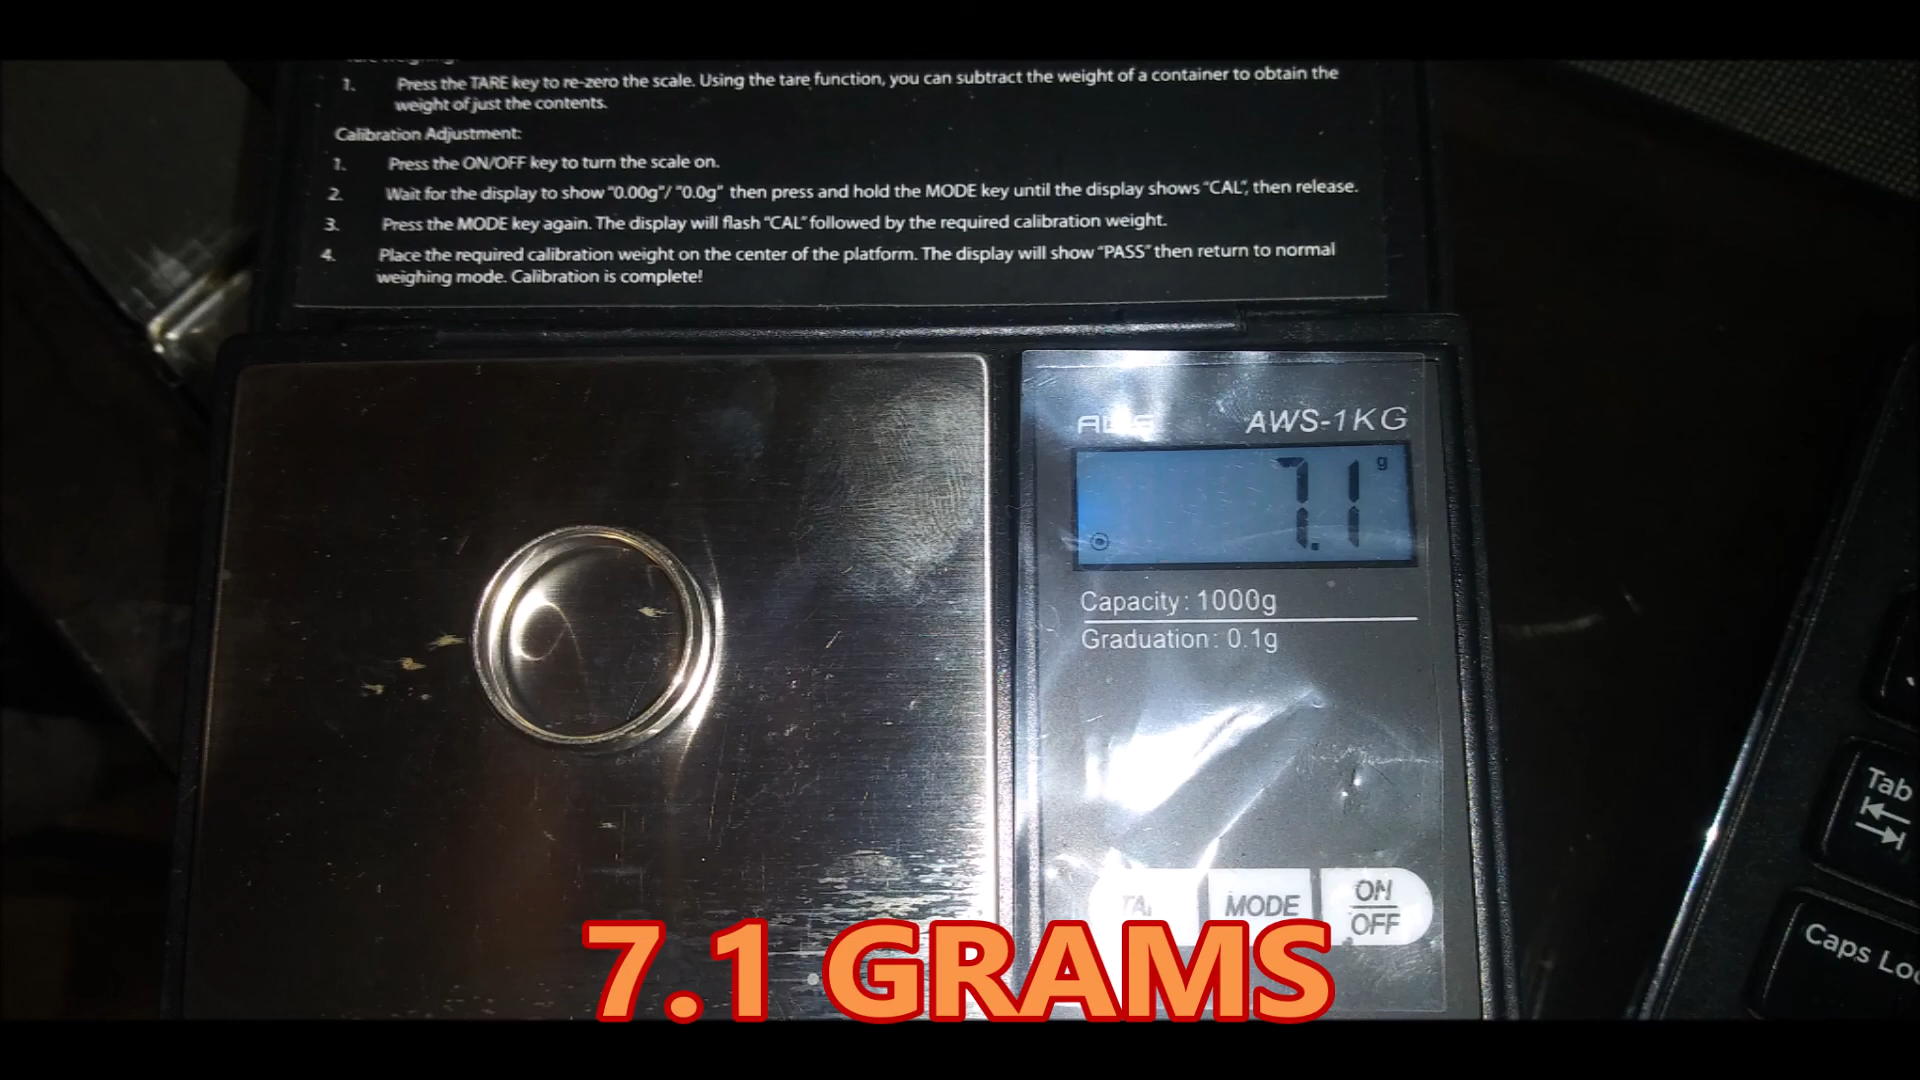 1. Press the TARE key to re-zero the scale. Using the tare function, you can subtract the weight of a container to obtain the
weight of just the contents.
Calibration Adjustment:
1. Press the ON/OFF key to turn the scale on.
2. Wait for the display to show "0.00g"/ "0.0g" then press and hold the MODE key until the display shows "CAL", then release.
3. Press the MODE key again. The display will flash "CAL" followed by the required calibration weight.
4. Place the required calibration weight on the center of the platform. The display will show "PASS" then return to normal
weighing mode. Calibration is complete!
AWS AWS-1KG
7.1 g
Capacity: 1000g
Graduation: 0.1g
MODE ON
OFF
Tab
Caps
7.1 GRAMS